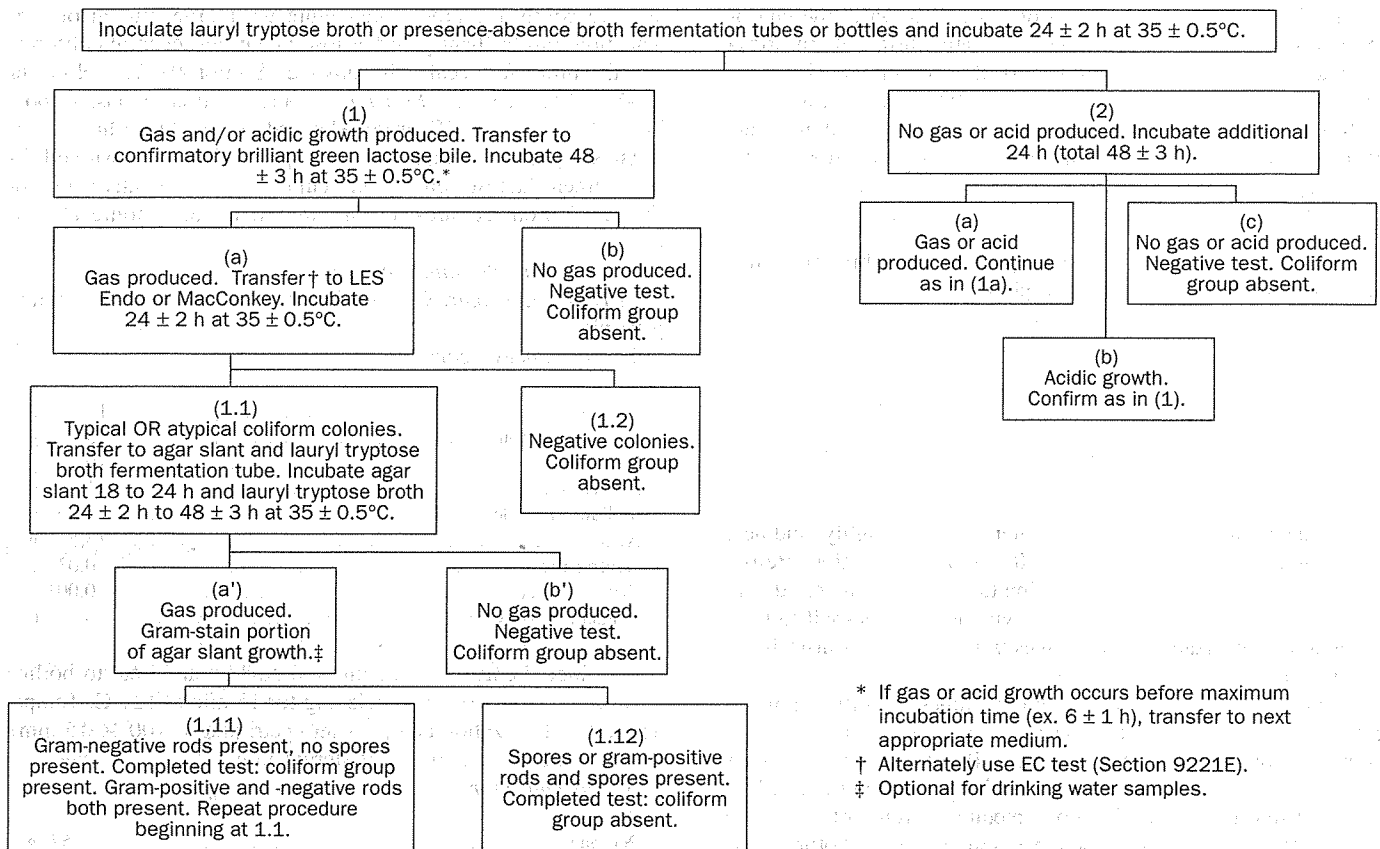 Inoculate lauryl tryptose broth or presence-absence broth fermentation tubes or bottles and incubate 24 ± 2 h at 35 ± 0.5°C.
(1)
Gas and/or acidic growth produced. Transfer to
confirmatory brilliant green lactose bile. Incubate 48
± 3 h at 35 ± 0.5°C.*
(2)
No gas or acid produced. Incubate additional
24 h (total 48 ± 3 h).
(a)
Gas produced. Transfer† to LES
Endo or MacConkey. Incubate
24 ± 2 h at 35 ± 0.5°C.
(b)
No gas produced.
Negative test.
Coliform group
absent.
(a)
Gas or acid
produced. Continue
as in (1a).
(c)
No gas or acid produced.
Negative test. Coliform
group absent.
(b)
Acidic growth.
Confirm as in (1).
(1.1)
Typical OR atypical coliform colonies.
Transfer to agar slant and lauryl tryptose
broth fermentation tube. Incubate agar
slant 18 to 24 h and lauryl tryptose broth
24 ± 2 h to 48 ± 3 h at 35 ± 0.5°C.
(1.2)
Negative colonies.
Coliform group
absent.
(a')
Gas produced.
Gram-stain portion
of agar slant growth.‡
(b')
No gas produced.
Negative test.
Coliform group absent.
(1.11)
Gram-negative rods present, no spores
present. Completed test: coliform group
present. Gram-positive and -negative rods
both present. Repeat procedure
beginning at 1.1.
(1.12)
Spores or gram-positive
rods and spores present.
Completed test: coliform
group absent.
* If gas or acid growth occurs before maximum
incubation time (ex. 6 ± 1 h), transfer to next
appropriate medium.
† Alternately use EC test (Section 9221E).
‡ Optional for drinking water samples.